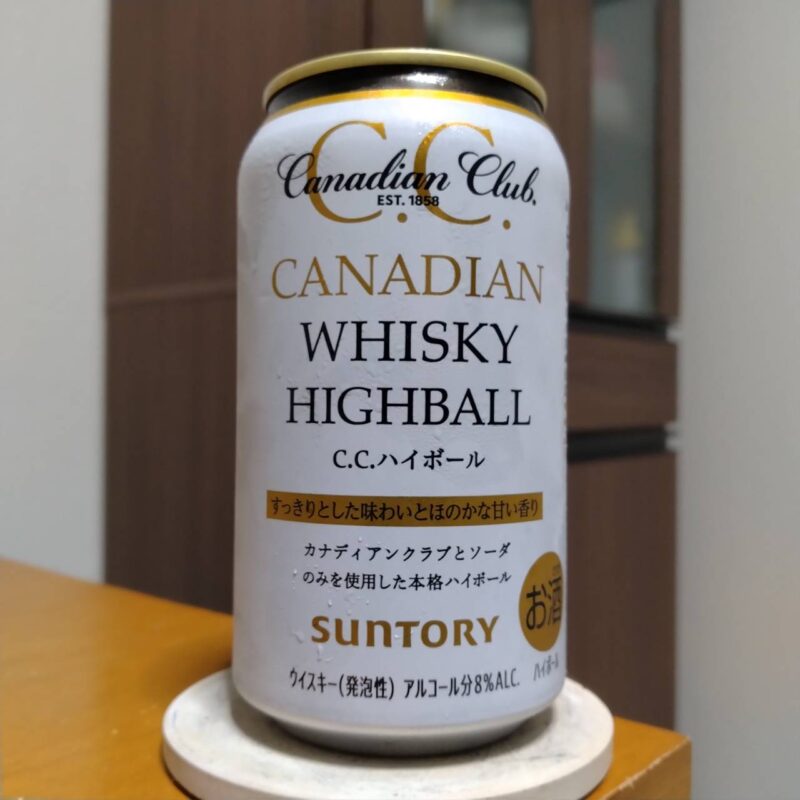 C.C.
Canadian Club.
EST. 1858
CANADIAN
WHISKY
HIGHBALL
C.C.ハイボール
すっきりとした味わいとほのかな甘い香り
カナディアンクラブとソーダ
のみを使用した本格ハイボール
お酒
SUNTORY
ハイボール
ウイスキー(発泡性) アルコール分8%ALC.